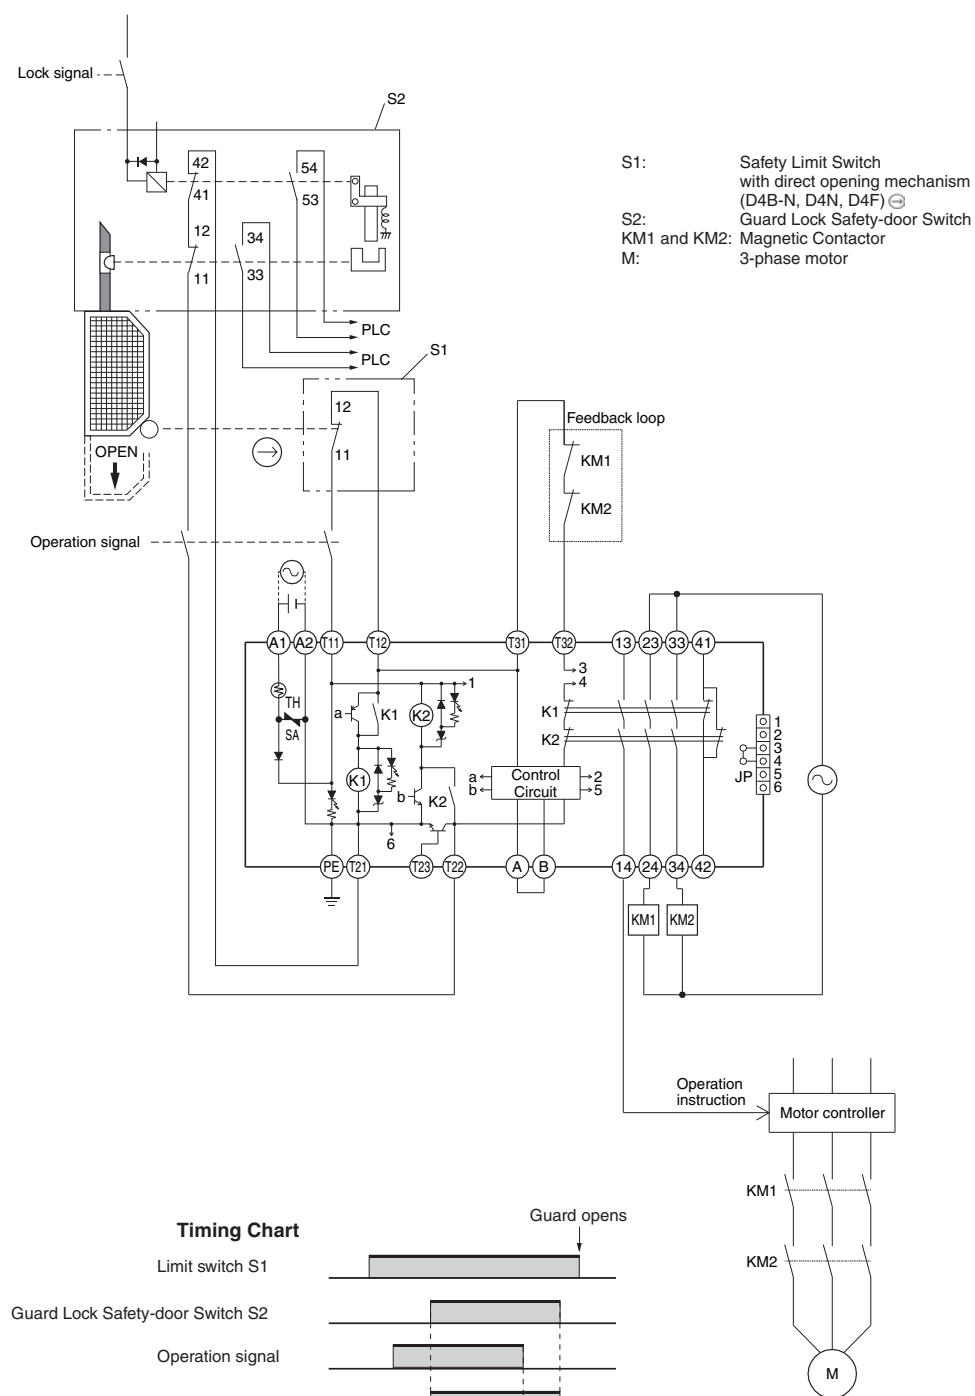 Lock signal
S2
42
41
54
53
12
11
34
33
PLC
PLC
S1:
Safety Limit Switch
with direct opening mechanism
(D4B-N, D4N, D4F)
S2:
Guard Lock Safety-door Switch
KM1 and KM2:
Magnetic Contactor
M:
3-phase motor
S1
12
11
OPEN
Feedback loop
KM1
KM2
Operation signal
A1
A2
T11
T12
T31
T32
13
23
33
41
TH
SA
a
K1
K1
K2
1
b
K2
6
3
4
K1
K2
a
b
Control
Circuit
2
5
JP
1
2
3
4
5
6
PE
T21
T23
T22
A
B
14
24
34
42
KM1
KM2
Operation
instruction
Motor controller
KM1
KM2
M
Timing Chart
Guard opens
Limit switch S1
Guard Lock Safety-door Switch S2
Operation signal